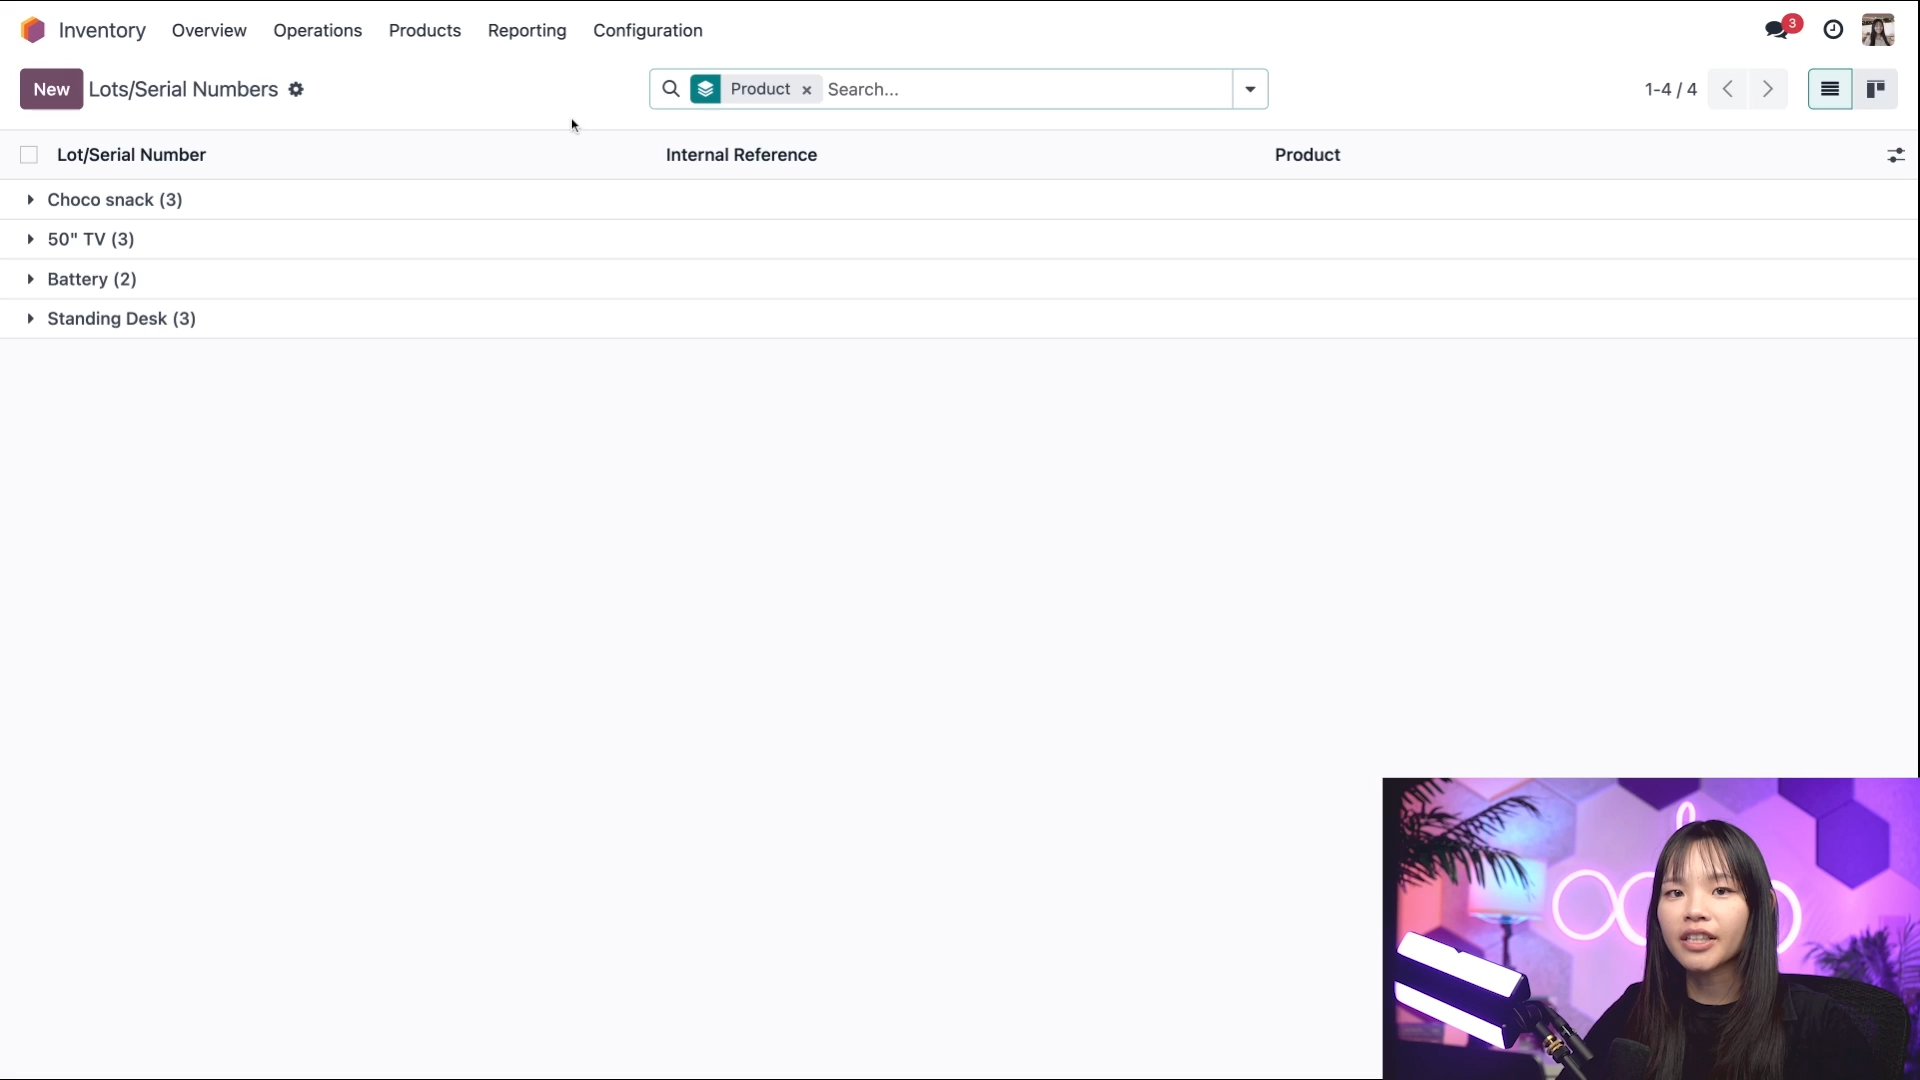 Inventory Overview Operations Products Reporting Configuration 3
New Lots/Serial Numbers Product × Search... 1-4 / 4
Lot/Serial Number Internal Reference Product
Choco snack (3)
50" TV (3)
Battery (2)
Standing Desk (3)